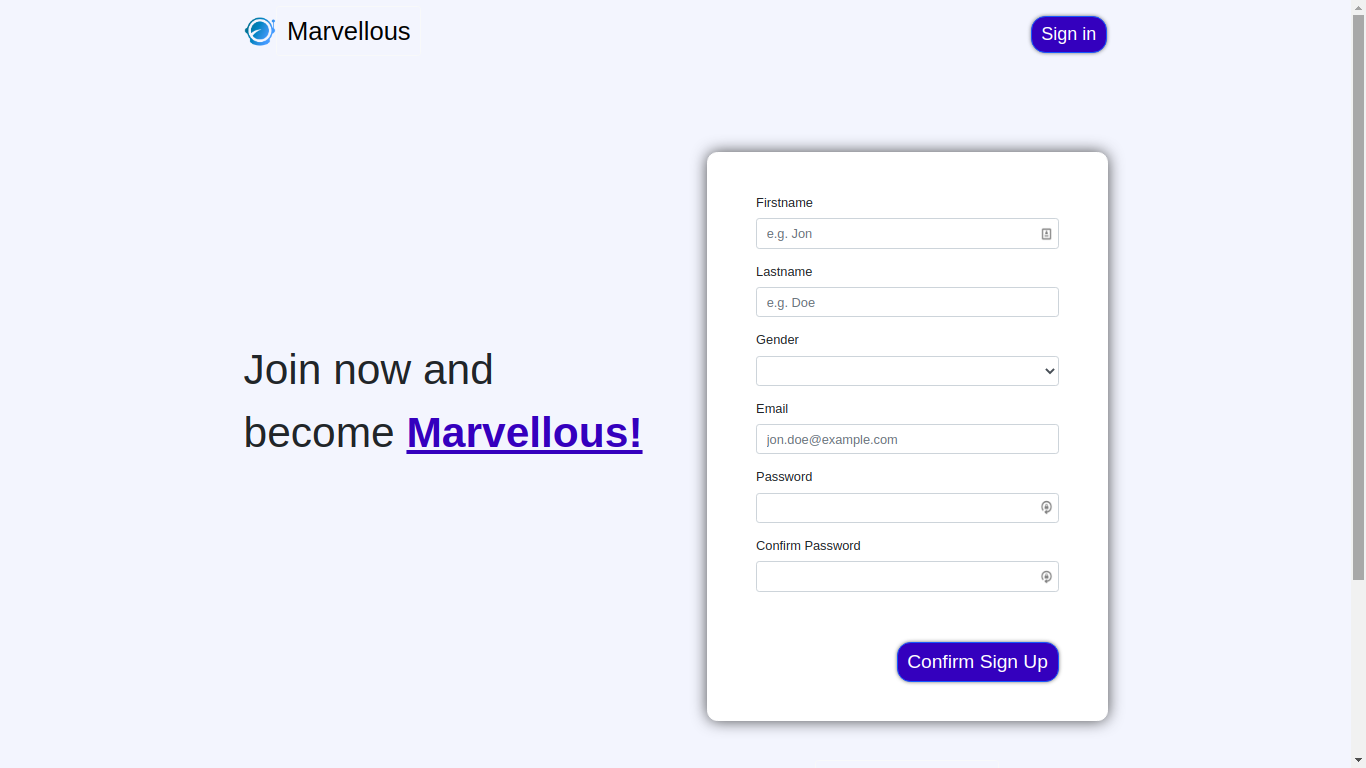 Marvellous
Sign in
Join now and
become Marvellous!
Firstname
e.g. Jon
Lastname
e.g. Doe
Gender
Email
jon.doe@example.com
Password
Confirm Password
Confirm Sign Up